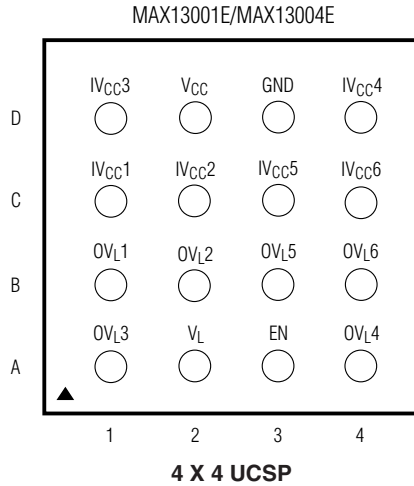 MAX13001E/MAX13004E
IVCC3 VCC GND IVCC4
D
IVCC1 IVCC2 IVCC5 IVCC6
C
OVL1 OVL2 OVL5 OVL6
B
OVL3 VL EN OVL4
A
1 2 3 4
4 X 4 UCSP